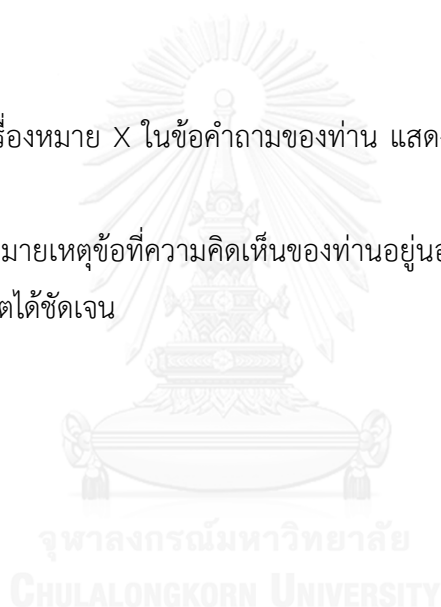 รื่องหมาย X ในข้อคำถามของท่าน แสด
มายเหตุข้อที่ความคิดเห็นของท่านอยู่น
ตได้ชัดเจน
จุฬาลงกรณ์มหาวิทยาลัย
CHULALONGKORN UNIVERSITY